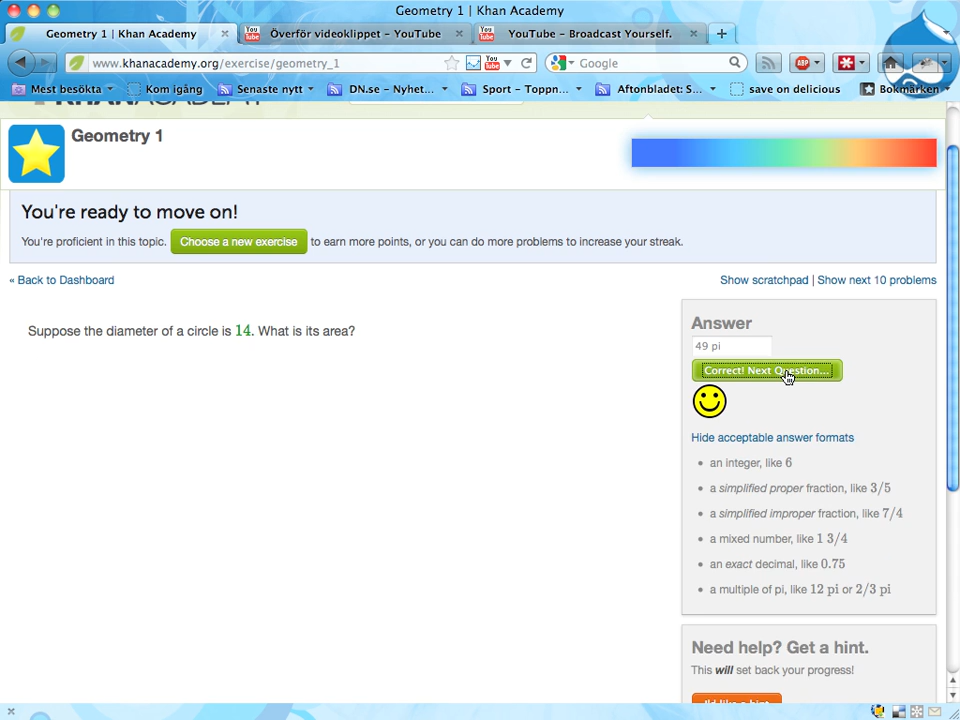 Geometry 1 | Khan Academy
Geometry 1 | Khan Academy
Överför videoklippet - YouTube
YouTube - Broadcast Yourself.
www.khanacademy.org/exercise/geometry_1
Google
Mest besökta
Kom igång
Senaste nytt
DN.se - Nyhet...
Sport - Toppn...
Aftonbladet: S...
save on delicious
Bokmärken
Geometry 1
You're ready to move on!
You're proficient in this topic. Choose a new exercise to earn more points, or you can do more problems to increase your streak.
« Back to Dashboard
Show scratchpad | Show next 10 problems
Suppose the diameter of a circle is 14. What is its area?
Answer
49 pi
Correct! Next Question...
Hide acceptable answer formats
• an integer, like 6
• a simplified proper fraction, like 3/5
• a simplified improper fraction, like 7/4
• a mixed number, like 1 3/4
• an exact decimal, like 0.75
• a multiple of pi, like 12 pi or 2/3 pi
Need help? Get a hint.
This will set back your progress!